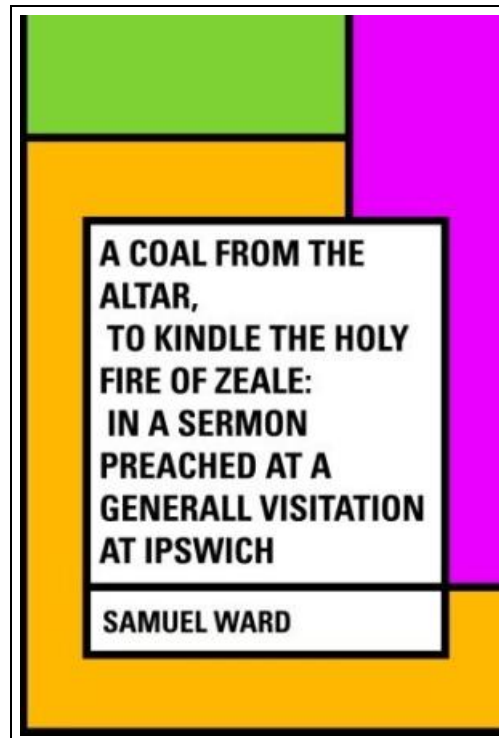 A COAL FROM THE
ALTAR,
TO KINDLE THE HOLY
FIRE OF ZEALE:
IN A SERMON
PREACHED AT A
GENERALL VISITATION
AT IPSWICH
SAMUEL WARD